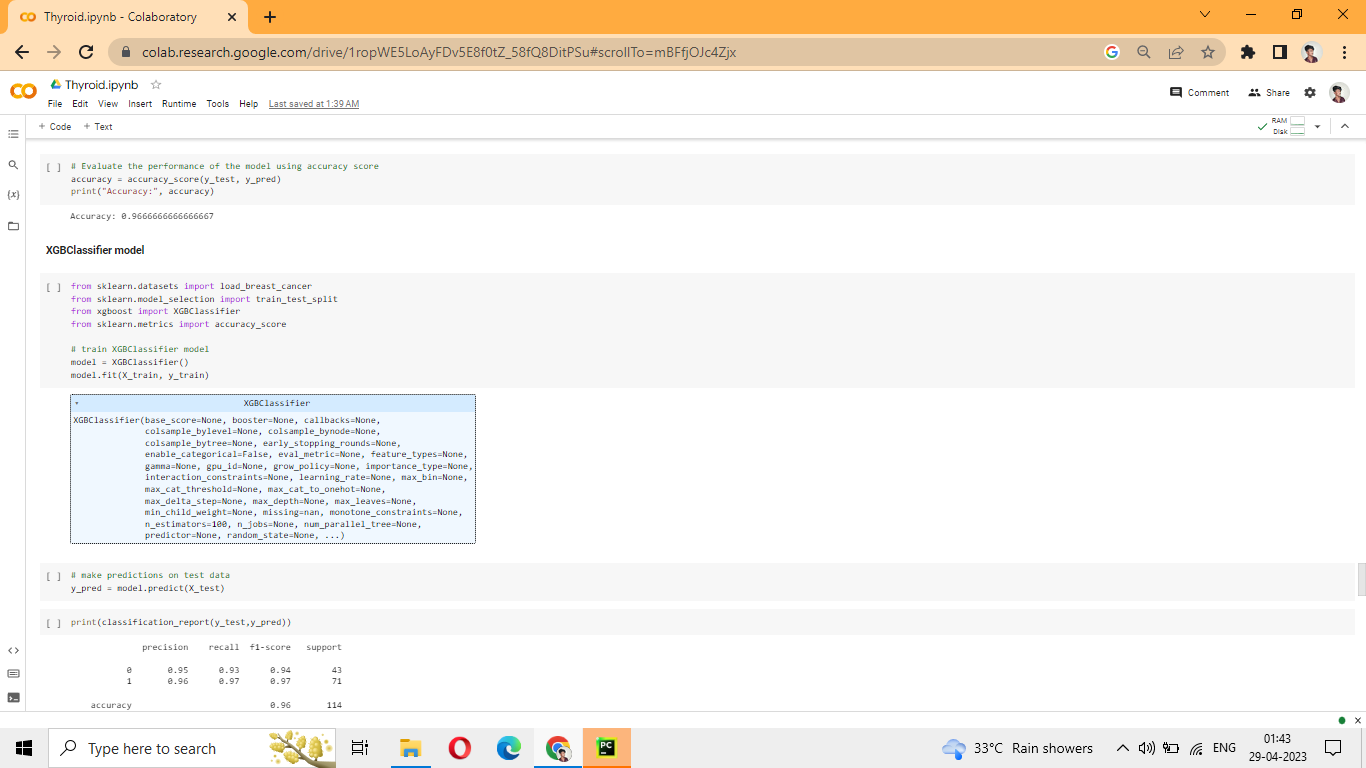 Thyroid.ipynb - Colaboratory
colab.research.google.com/drive/1ropWE5LoAyFDv5E8f0tZ_58fQ8DitPSu#scrollTo=mBFfjOJc4Zjx
Thyroid.ipynb
File Edit View Insert Runtime Tools Help Last saved at 1:39 AM
Comment Share
+ Code + Text
RAM
Disk
[ ] # Evaluate the performance of the model using accuracy score
accuracy = accuracy_score(y_test, y_pred)
print("Accuracy:", accuracy)
Accuracy: 0.9666666666666667
XGBClassifier model
[ ] from sklearn.datasets import load_breast_cancer
from sklearn.model_selection import train_test_split
from xgboost import XGBClassifier
from sklearn.metrics import accuracy_score
# train XGBClassifier model
model = XGBClassifier()
model.fit(X_train, y_train)
XGBClassifier
XGBClassifier(base_score=None, booster=None, callbacks=None,
colsample_bylevel=None, colsample_bynode=None,
colsample_bytree=None, early_stopping_rounds=None,
enable_categorical=False, eval_metric=None, feature_types=None,
gamma=None, gpu_id=None, grow_policy=None, importance_type=None,
interaction_constraints=None, learning_rate=None, max_bin=None,
max_cat_threshold=None, max_cat_to_onehot=None,
max_delta_step=None, max_depth=None, max_leaves=None,
min_child_weight=None, missing=nan, monotone_constraints=None,
n_estimators=100, n_jobs=None, num_parallel_tree=None,
predictor=None, random_state=None, ...)
[ ] # make predictions on test data
y_pred = model.predict(X_test)
[ ] print(classification_report(y_test,y_pred))
precision recall f1-score support
0 0.95 0.93 0.94 43
1 0.96 0.97 0.97 71
accuracy 0.96 114
Type here to search
PC
33°C Rain showers
ENG
01:43
29-04-2023